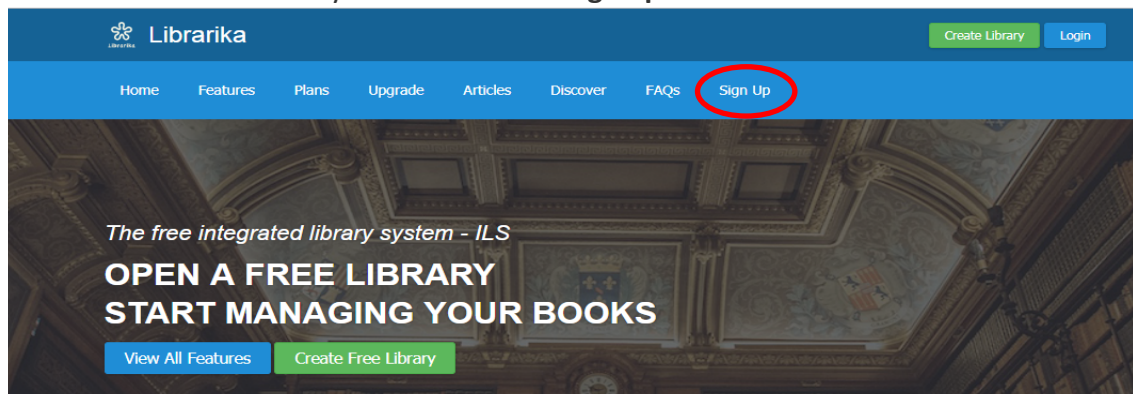 Librarika
Librarika
Create Library
Login
Home
Features
Plans
Upgrade
Articles
Discover
FAQs
Sign Up
The free integrated library system - ILS
OPEN A FREE LIBRARY
START MANAGING YOUR BOOKS
View All Features
Create Free Library